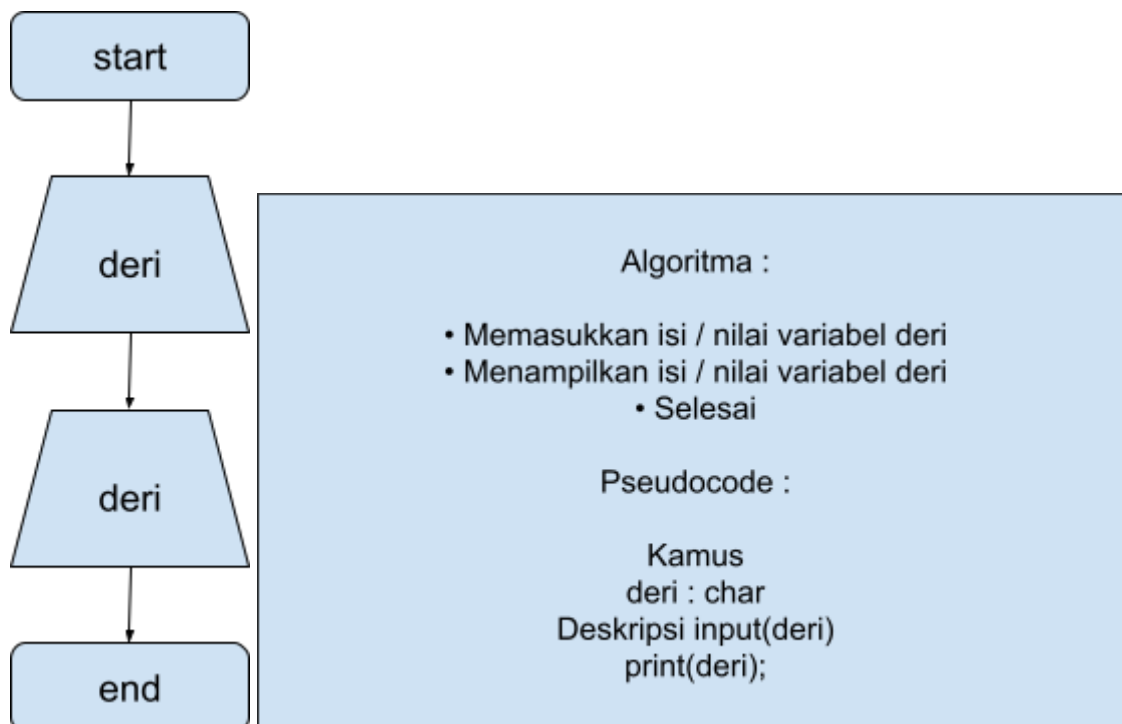 start
deri
deri
end
Algoritma :
• Memasukkan isi / nilai variabel deri
• Menampilkan isi / nilai variabel deri
• Selesai
Pseudocode :
Kamus
deri : char
Deskripsi input(deri)
print(deri);